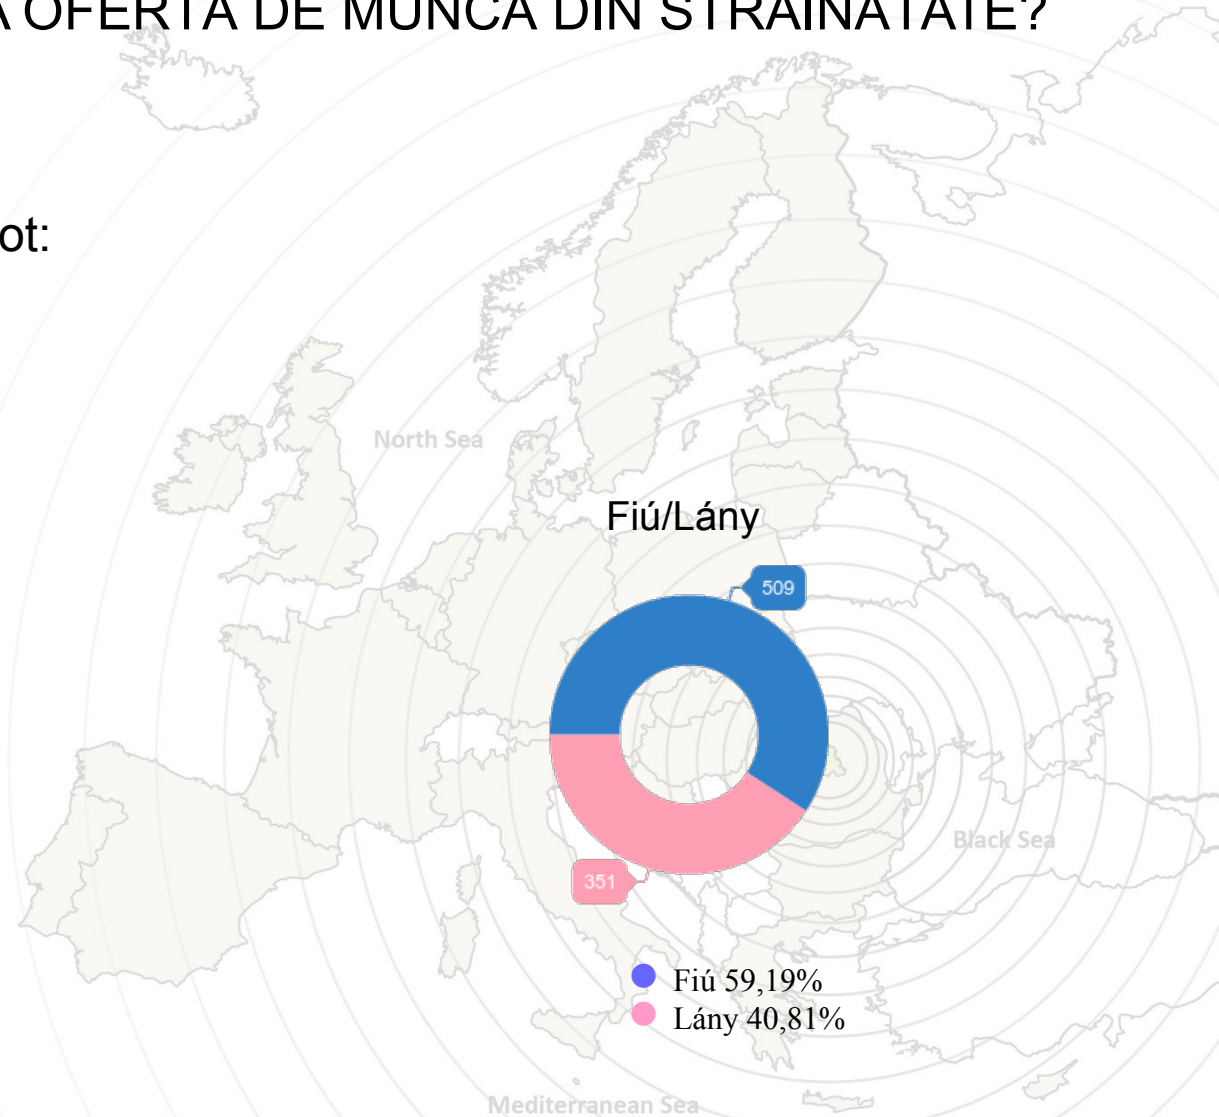 A OFERTA DE MUNCA DIN STRAINATATE?
ot:
North Sea
Fiú/Lány
509
Black Sea
351
Fiú 59,19%
Lány 40,81%
Mediterranean Sea